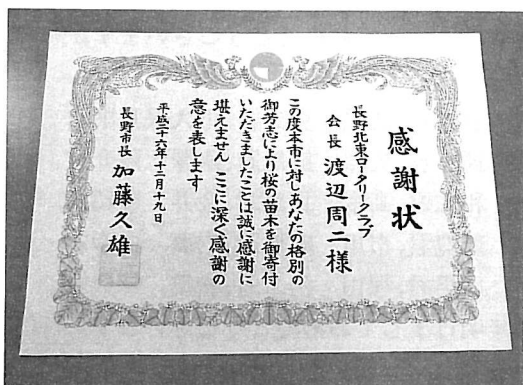 感謝状
長野北東ロータリークラブ
会長 渡辺周二様
この度本市に対しあなたの格別の
御芳志により桜の苗木を御寄付
いただきましたことは誠に感謝に
堪えません ここに深く感謝の
意を表します
平成二十六年十二月十九日
長野市長 加藤久雄